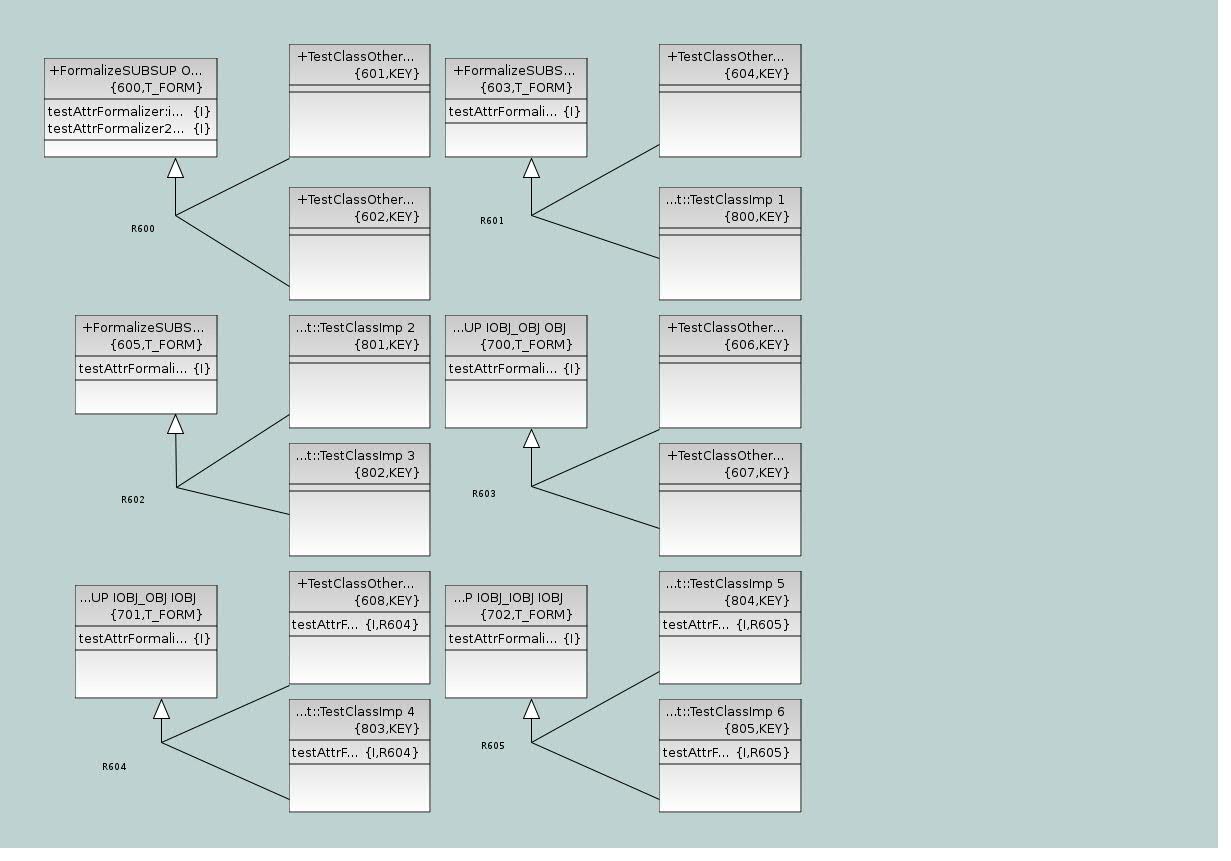 +FormalizeSUBSUP O...
{600,T_FORM}
testAttrFormalizer:i... {I}
testAttrFormalizer2... {I}
+TestClassOther...
{601,KEY}
+FormalizeSUBS...
{603,T_FORM}
testAttrFormali... {I}
+TestClassOther...
{604,KEY}
R600
+TestClassOther...
{602,KEY}
R601
...t::TestClassImp 1
{800,KEY}
+FormalizeSUBS...
{605,T_FORM}
testAttrFormali... {I}
...t::TestClassImp 2
{801,KEY}
...UP IOBJ_OBJ OBJ
{700,T_FORM}
testAttrFormali... {I}
+TestClassOther...
{606,KEY}
R602
...t::TestClassImp 3
{802,KEY}
R603
+TestClassOther...
{607,KEY}
...UP IOBJ_OBJ IOBJ
{701,T_FORM}
testAttrFormali... {I}
+TestClassOther...
{608,KEY}
testAttrF... {I,R604}
...P IOBJ_IOBJ IOBJ
{702,T_FORM}
testAttrFormali... {I}
...t::TestClassImp 5
{804,KEY}
testAttrF... {I,R605}
R604
...t::TestClassImp 4
{803,KEY}
testAttrF... {I,R604}
R605
...t::TestClassImp 6
{805,KEY}
testAttrF... {I,R605}